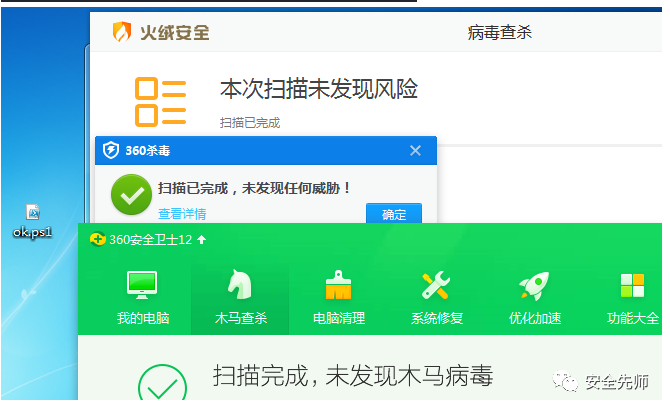 火绒安全
病毒查杀
本次扫描未发现风险
扫描已完成
360杀毒
扫描已完成，未发现任何威胁！
查看详情
确定
ok.ps1
360安全卫士12
我的电脑 木马查杀 电脑清理 系统修复 优化加速 功能大全
扫描完成，未发现木马病毒
安全先师